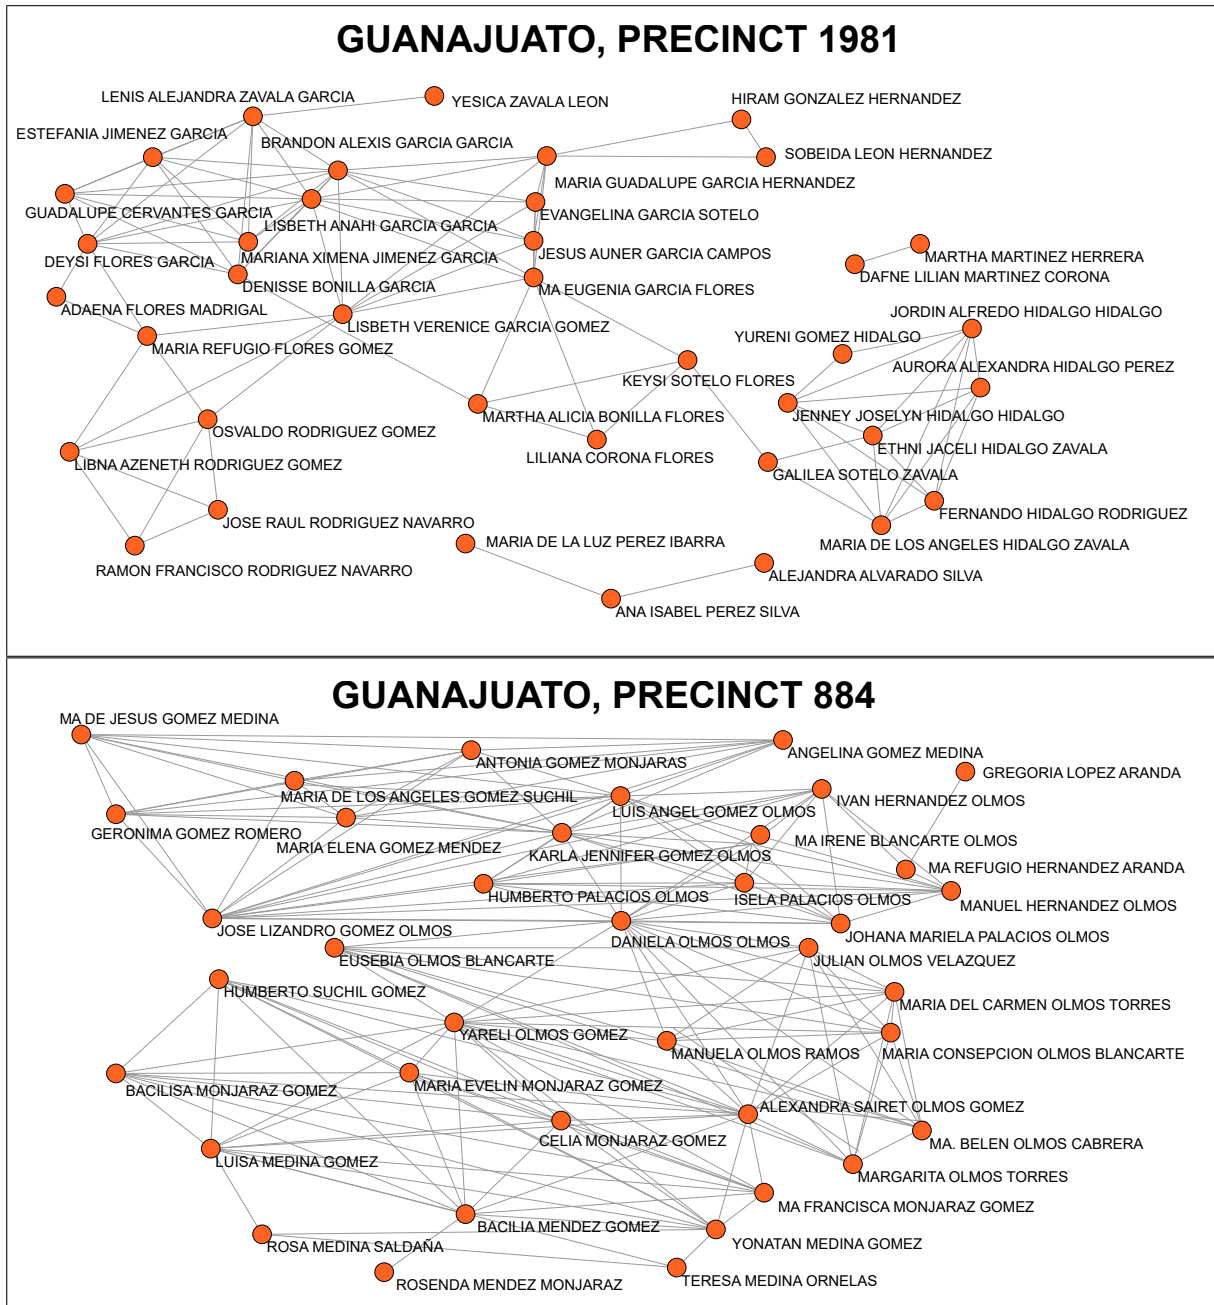 GUANAJUATO, PRECINCT 1981
LENIS ALEJANDRA ZAVALA GARCIA
YESICA ZAVALA LEON
HIRAM GONZALEZ HERNANDEZ
ESTEFANIA JIMENEZ GARCIA
BRANDON ALEXIS GARCIA GARCIA
SOBEIDA LEON HERNANDEZ
MARIA GUADALUPE GARCIA HERNANDEZ
GUADALUPE CERVANTES GARCIA
LISBETH ANAHI GARCIA GARCIA
EVANGELINA GARCIA SOTELO
DEYSI FLORES GARCIA
MARIANA XIMENA JIMENEZ GARCIA
JESUS AUNER GARCIA CAMPOS
MARTHA MARTINEZ HERRERA
DAFNE LILIAN MARTINEZ CORONA
DENISSE BONILLA GARCIA
MA EUGENIA GARCIA FLORES
ADAENA FLORES MADRIGAL
JORDIN ALFREDO HIDALGO HIDALGO
LISBETH VERENICE GARCIA GOMEZ
YURENI GOMEZ HIDALGO
MARIA REFUGIO FLORES GOMEZ
AURORA ALEXANDRA HIDALGO PEREZ
KEYSI SOTELO FLORES
MARTHA ALICIA BONILLA FLORES
JENNEY JOSELYN HIDALGO HIDALGO
OSVALDO RODRIGUEZ GOMEZ
ETHNI JACELI HIDALGO ZAVALA
LILIANA CORONA FLORES
LIBNA AZENETH RODRIGUEZ GOMEZ
GALILEA SOTELO ZAVALA
FERNANDO HIDALGO RODRIGUEZ
JOSE RAUL RODRIGUEZ NAVARRO
MARIA DE LA LUZ PEREZ IBARRA
MARIA DE LOS ANGELES HIDALGO ZAVALA
RAMON FRANCISCO RODRIGUEZ NAVARRO
ALEJANDRA ALVARADO SILVA
ANA ISABEL PEREZ SILVA
GUANAJUATO, PRECINCT 884
MA DE JESUS GOMEZ MEDINA
ANGELINA GOMEZ MEDINA
ANTONIA GOMEZ MONJARAS
GREGORIA LOPEZ ARANDA
MARIA DE LOS ANGELES GOMEZ SUCHIL
IVAN HERNANDEZ OLMOS
LUIS ANGEL GOMEZ OLMOS
GERONIMA GOMEZ ROMERO
MARIA ELENA GOMEZ MENDEZ
MA IRENE BLANCARTE OLMOS
KARLA JENNIFER GOMEZ OLMOS
MA REFUGIO HERNANDEZ ARANDA
HUMBERTO PALACIOS OLMOS
ISELA PALACIOS OLMOS
MANUEL HERNANDEZ OLMOS
JOSE LIZANDRO GOMEZ OLMOS
DANIELA OLMOS OLMOS
JOHANA MARIELA PALACIOS OLMOS
EUSEBIA OLMOS BLANCARTE
JULIAN OLMOS VELAZQUEZ
HUMBERTO SUCHIL GOMEZ
MARIA DEL CARMEN OLMOS TORRES
YARELI OLMOS GOMEZ
MANUELA OLMOS RAMOS
MARIA CONSEPCION OLMOS BLANCARTE
BACILISA MONJARAZ GOMEZ
MARIA EVELIN MONJARAZ GOMEZ
ALEXANDRA SAIRET OLMOS GOMEZ
CELIA MONJARAZ GOMEZ
MA. BELEN OLMOS CABRERA
LUISA MEDINA GOMEZ
MARGARITA OLMOS TORRES
MA FRANCISCA MONJARAZ GOMEZ
BACILIA MENDEZ GOMEZ
YONATAN MEDINA GOMEZ
ROSA MEDINA SALDAÑA
TERESA MEDINA ORNELAS
ROSENDA MENDEZ MONJARAZ